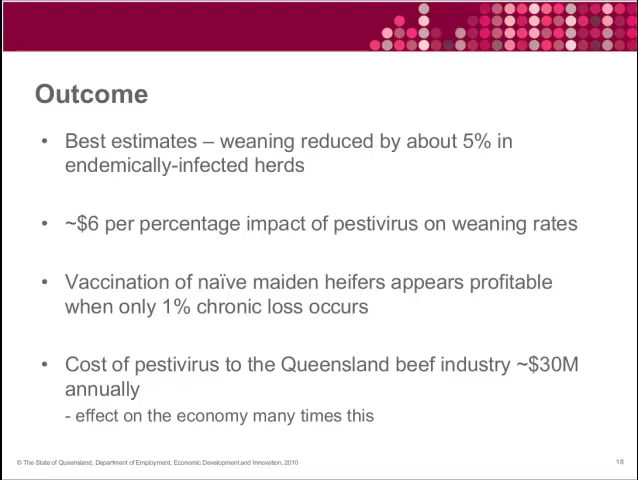 Outcome
• Best estimates – weaning reduced by about 5% in
endemically-infected herds
• ~$6 per percentage impact of pestivirus on weaning rates
• Vaccination of naïve maiden heifers appears profitable
when only 1% chronic loss occurs
• Cost of pestivirus to the Queensland beef industry ~$30M
annually
- effect on the economy many times this
© The State of Queensland, Department of Employment, Economic Development and Innovation, 2010
18